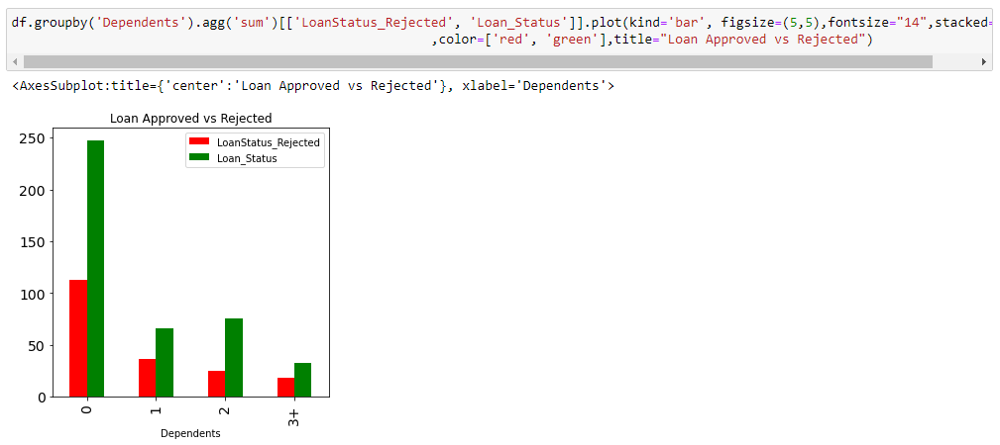 df.groupby('Dependents').agg('sum')[['LoanStatus_Rejected', 'Loan_Status']].plot(kind='bar', figsize=(5,5),fontsize="14",stacked=
,color=['red', 'green'],title="Loan Approved vs Rejected")
<AxesSubplot:title={'center':'Loan Approved vs Rejected'}, xlabel='Dependents'>
Loan Approved vs Rejected
LoanStatus_Rejected
Loan_Status
250
200
150
100
50
0
0 1 2 3+
Dependents